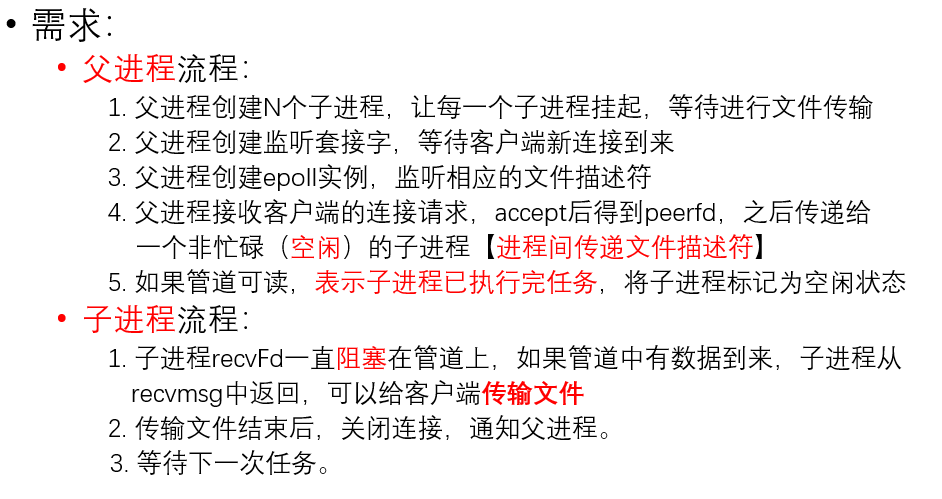 • 需求：
• 父进程流程：
1. 父进程创建N个子进程，让每一个子进程挂起，等待进行文件传输
2. 父进程创建监听套接字，等待客户端新连接到来
3. 父进程创建epoll实例，监听相应的文件描述符
4. 父进程接收客户端的连接请求，accept后得到peerfd，之后传递给
一个非忙碌（空闲）的子进程【进程间传递文件描述符】
5. 如果管道可读，表示子进程已执行完任务，将子进程标记为空闲状态
• 子进程流程：
1. 子进程recvFd一直阻塞在管道上，如果管道中有数据到来，子进程从
recvmsg中返回，可以给客户端传输文件
2. 传输文件结束后，关闭连接，通知父进程。
3. 等待下一次任务。